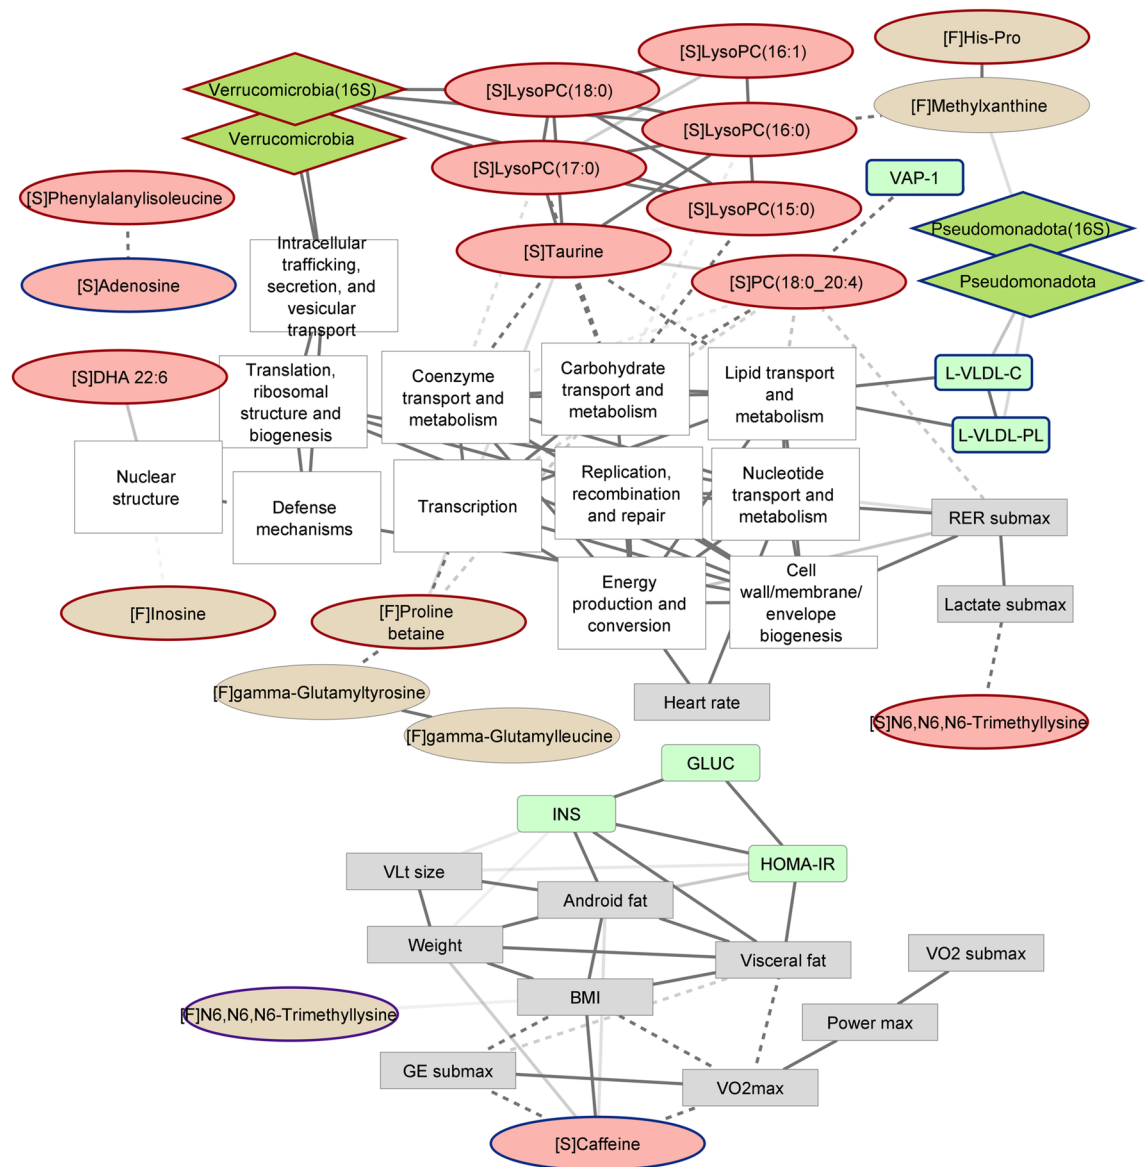 [S]LysoPC(16:1)
[F]His-Pro
Verrucomicrobia(16S)
[S]LysoPC(18:0)
[F]Methylxanthine
Verrucomicrobia
[S]LysoPC(16:0)
[S]LysoPC(17:0)
VAP-1
[S]Phenylalanylisoleucine
[S]LysoPC(15:0)
Pseudomonadota(16S)
Intracellular
trafficking,
secretion, and
vesicular
transport
[S]Taurine
[S]Adenosine
[S]PC(18:0_20:4)
Pseudomonadota
[S]DHA 22:6
Translation,
ribosomal
structure and
biogenesis
Coenzyme
transport and
metabolism
Carbohydrate
transport and
metabolism
Lipid transport
and
metabolism
L-VLDL-C
L-VLDL-PL
Nuclear
structure
Defense
mechanisms
Transcription
Replication,
recombination
and repair
Nucleotide
transport and
metabolism
RER submax
[F]Inosine
[F]Proline
betaine
Energy
production and
conversion
Cell
wall/membrane/
envelope
biogenesis
Lactate submax
[F]gamma-Glutamyltyrosine
Heart rate
[S]N6,N6,N6-Trimethyllysine
[F]gamma-Glutamylleucine
GLUC
INS
HOMA-IR
VLt size
Android fat
Weight
Visceral fat
VO2 submax
BMI
[F]N6,N6,N6-Trimethyllysine
Power max
GE submax
VO2max
[S]Caffeine